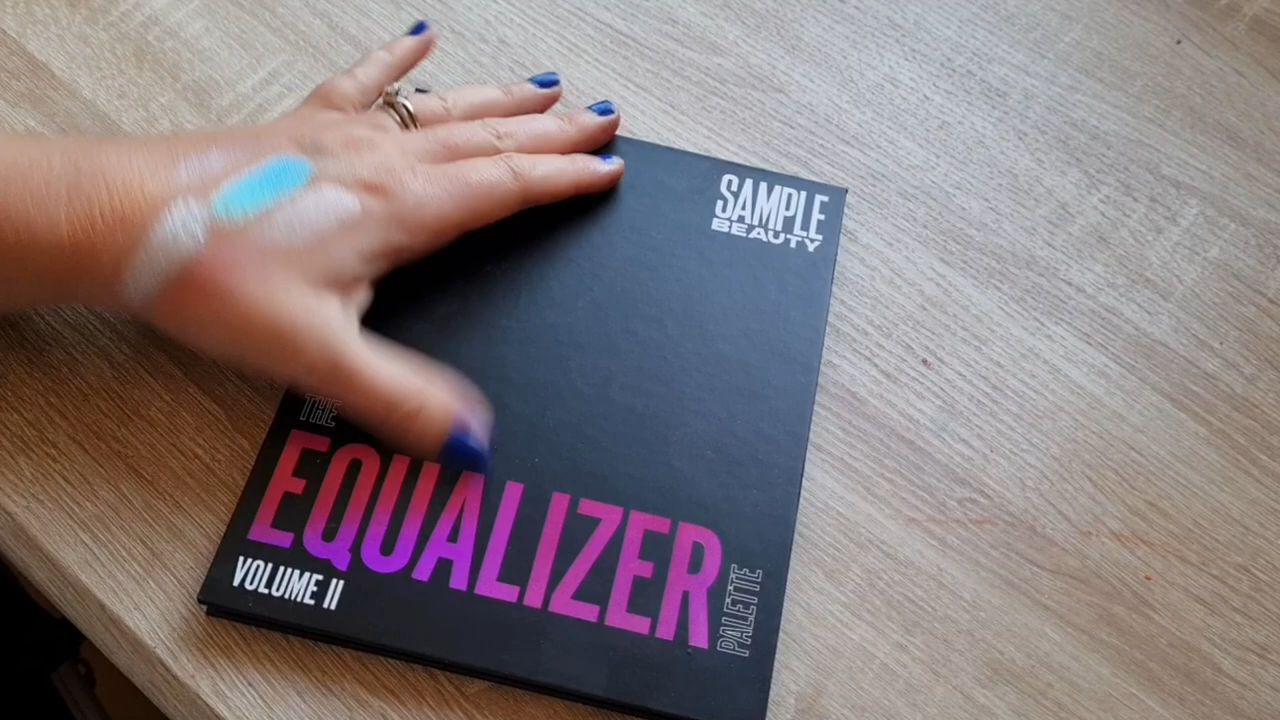 SAMPLE
BEAUTY
THE
EQUALIZER
VOLUME II
PALETTE